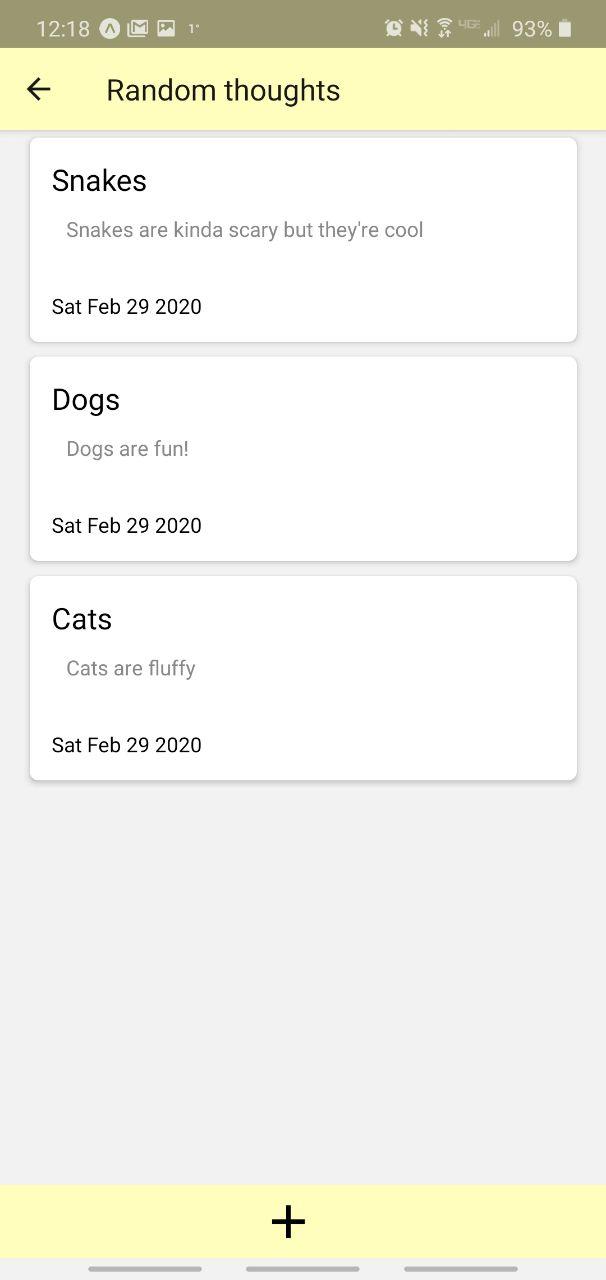 12:18 1° 4GE 93%
Random thoughts
Snakes
Snakes are kinda scary but they're cool
Sat Feb 29 2020
Dogs
Dogs are fun!
Sat Feb 29 2020
Cats
Cats are fluffy
Sat Feb 29 2020